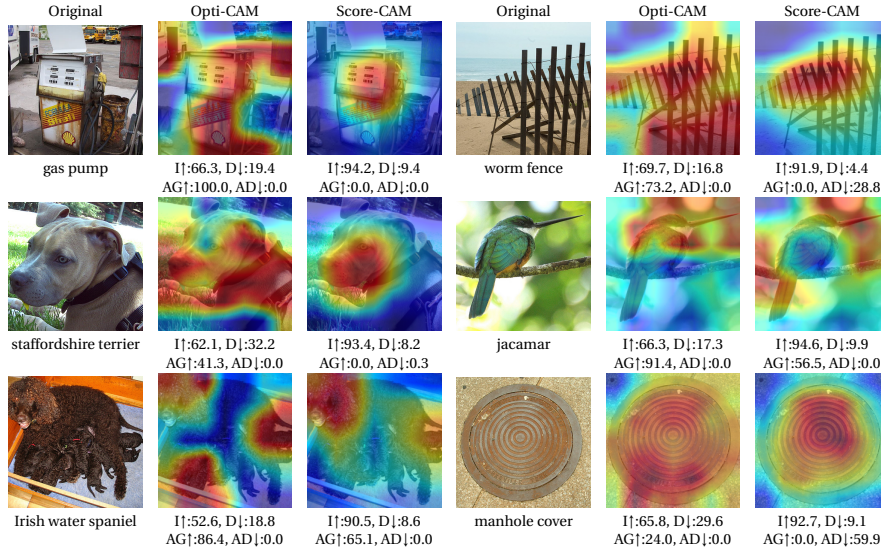 Original Opti-CAM Score-CAM Original Opti-CAM Score-CAM
gas pump I↑:66.3, D↓:19.4 I↑:94.2, D↓:9.4 worm fence I↑:69.7, D↓:16.8 I↑:91.9, D↓:4.4
AG↑:100.0, AD↓:0.0 AG↑:0.0, AD↓:0.0 AG↑:73.2, AD↓:0.0 AG↑:0.0, AD↓:28.8
staffordshire terrier I↑:62.1, D↓:32.2 I↑:93.4, D↓:8.2 jacamar I↑:66.3, D↓:17.3 I↑:94.6, D↓:9.9
AG↑:41.3, AD↓:0.0 AG↑:0.0, AD↓:0.3 AG↑:91.4, AD↓:0.0 AG↑:56.5, AD↓:0.0
Irish water spaniel I↑:52.6, D↓:18.8 I↑:90.5, D↓:8.6 manhole cover I↑:65.8, D↓:29.6 I↑92.7, D↓:9.1
AG↑:86.4, AD↓:0.0 AG↑:65.1, AD↓:0.0 AG↑:24.0, AD↓:0.0 AG↑:0.0, AD↓:59.9